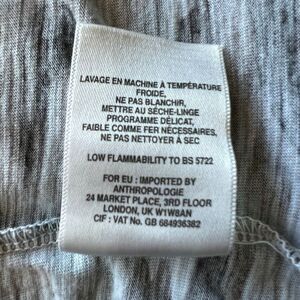 LAVAGE EN MACHINE À TEMPÉRATURE
FROIDE,
NE PAS BLANCHIR,
METTRE AU SÈCHE-LINGE
PROGRAMME DÉLICAT,
FAIBLE COMME FER NÉCESSAIRES,
NE PAS NETTOYER À SEC
LOW FLAMMABILITY TO BS 5722
FOR EU : IMPORTED BY
ANTHROPOLOGIE
24 MARKET PLACE, 3RD FLOOR
LONDON, UK W1W8AN
CIF : VAT No. GB 684936382